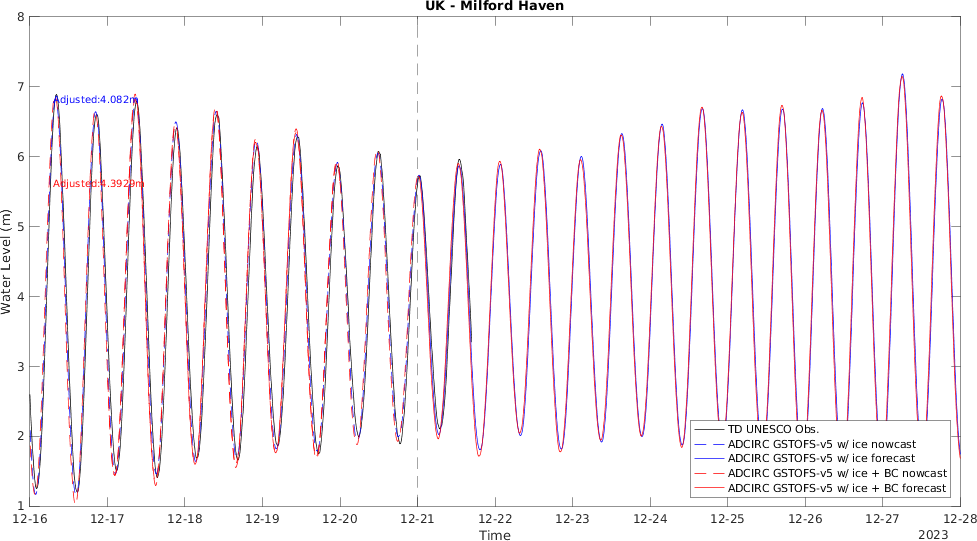 UK - Milford Haven
8
7
6
5
4
3
2
1
Water Level (m)
Adjusted:4.082m
Adjusted:4.3929m
TD UNESCO Obs.
ADCIRC GSTOFS-v5 w/ ice nowcast
ADCIRC GSTOFS-v5 w/ ice forecast
ADCIRC GSTOFS-v5 w/ ice + BC nowcast
ADCIRC GSTOFS-v5 w/ ice + BC forecast
12-16 12-17 12-18 12-19 12-20 12-21 12-22 12-23 12-24 12-25 12-26 12-27 12-28
Time
2023